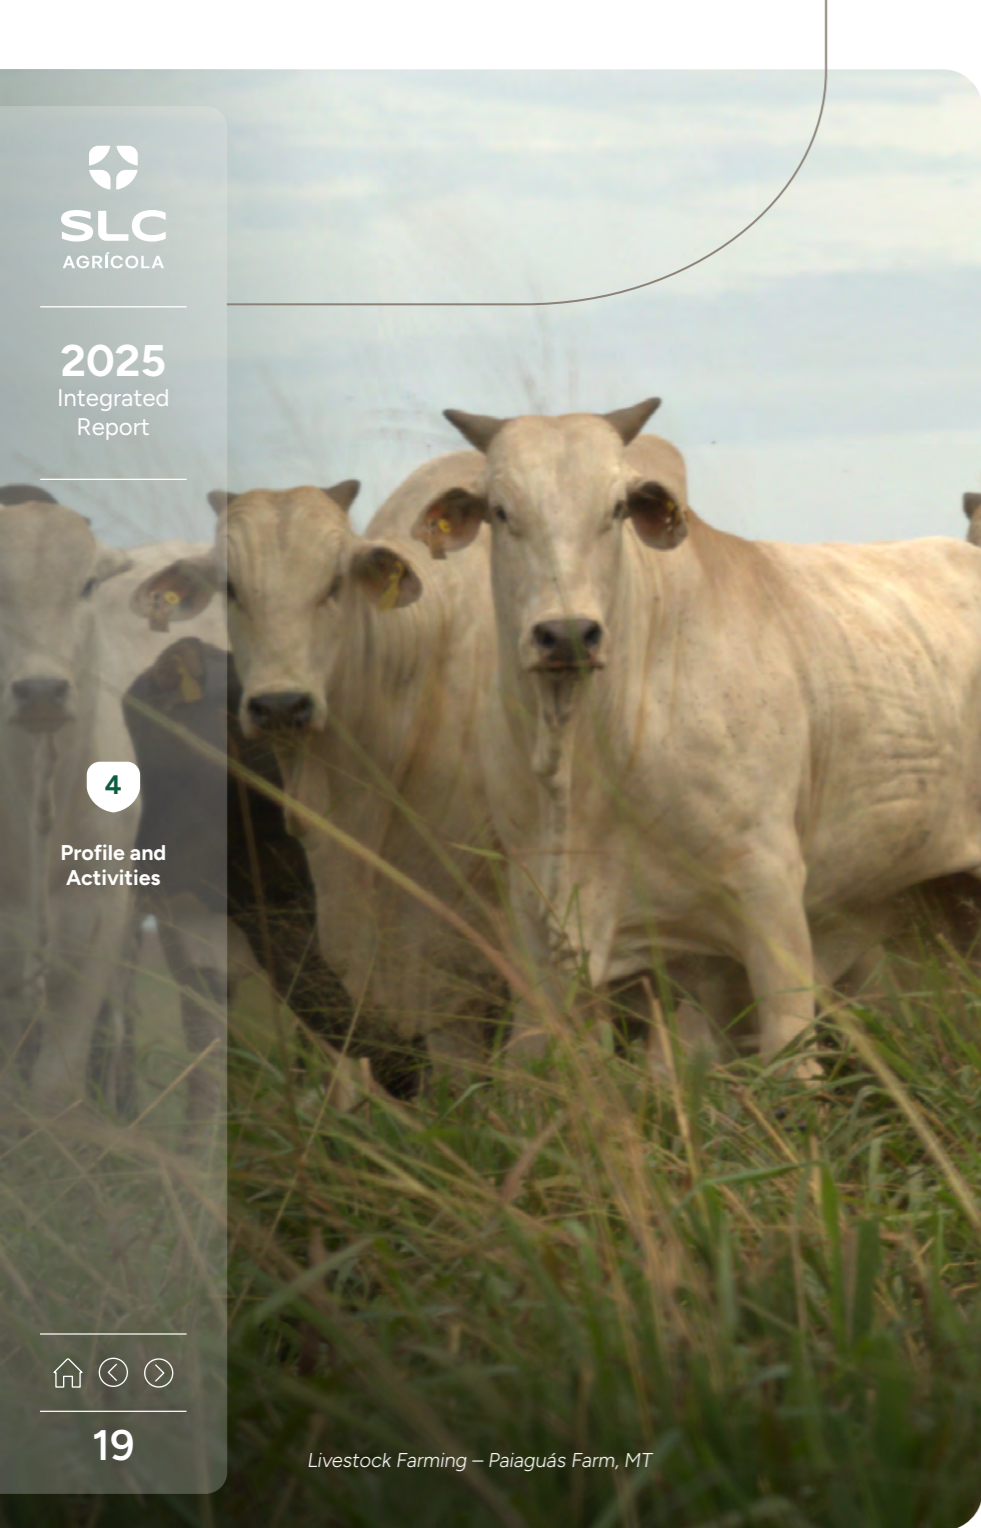 SLC
AGRÍCOLA
2025
Integrated
Report
4
Profile and
Activities
19
Livestock Farming – Paiaguás Farm, MT